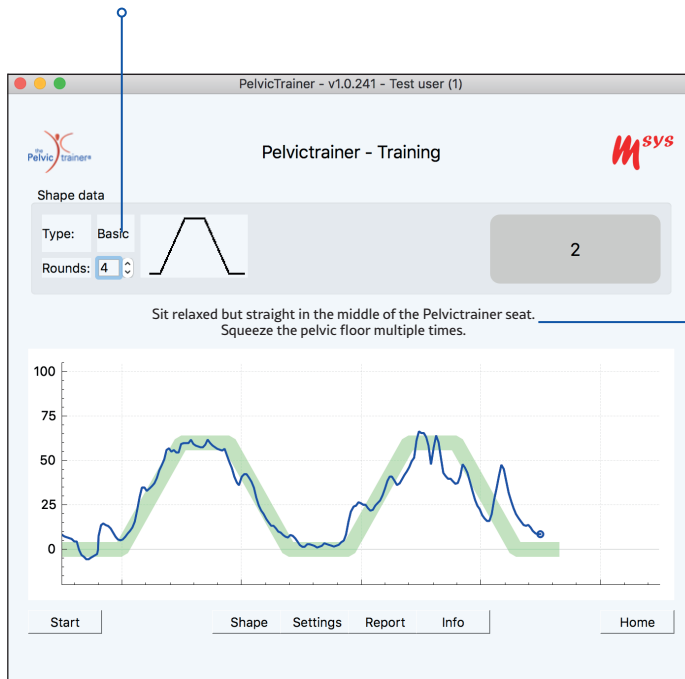 PelvicTrainer - v1.0.241 - Test user (1)
the
Pelvic trainer®
Pelvictrainer - Training
Msys
Shape data
Type: Basic
Rounds: 4
2
Sit relaxed but straight in the middle of the Pelvictrainer seat.
Squeeze the pelvic floor multiple times.
100
75
50
25
0
Start Shape Settings Report Info Home